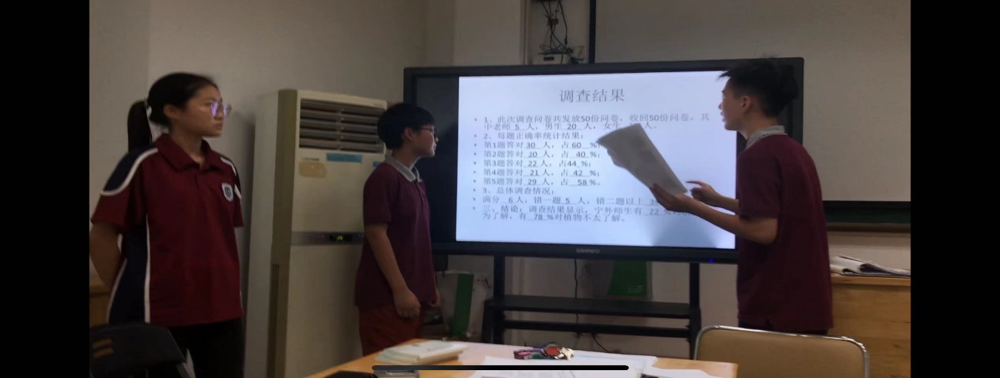 调查结果
1、此次调查问卷共发放50份问卷，收回50份问卷，其
中老师 5 人，男生 20 人，女生 人。
2、每题正确率统计结果：
第1题答对 30 人，占 60 %；
第2题答对 20 人，占 40 %；
第3题答对 22 人，占44 %；
第4题答对 21 人，占 42 %；
第5题答对 29 人，占 58 %。
3、总体调查情况：
满分 6 人，错一题 5 人，错二题以上
三、结论：调查结果显示，宁外师生有 22
为了解，有 78 %对植物不太了解。